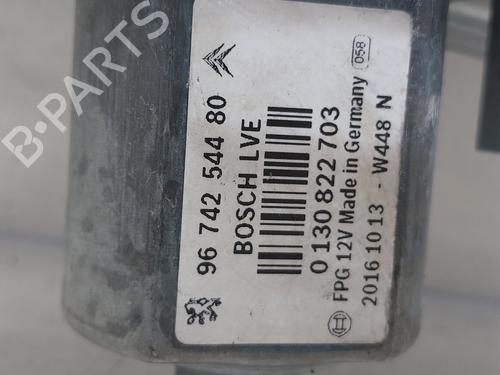 B-PARTS
96 742 544 80
BOSCH LVE
0 130 822 703
FPG 12V Made in Germany 058
2016 10 13 - W448 N